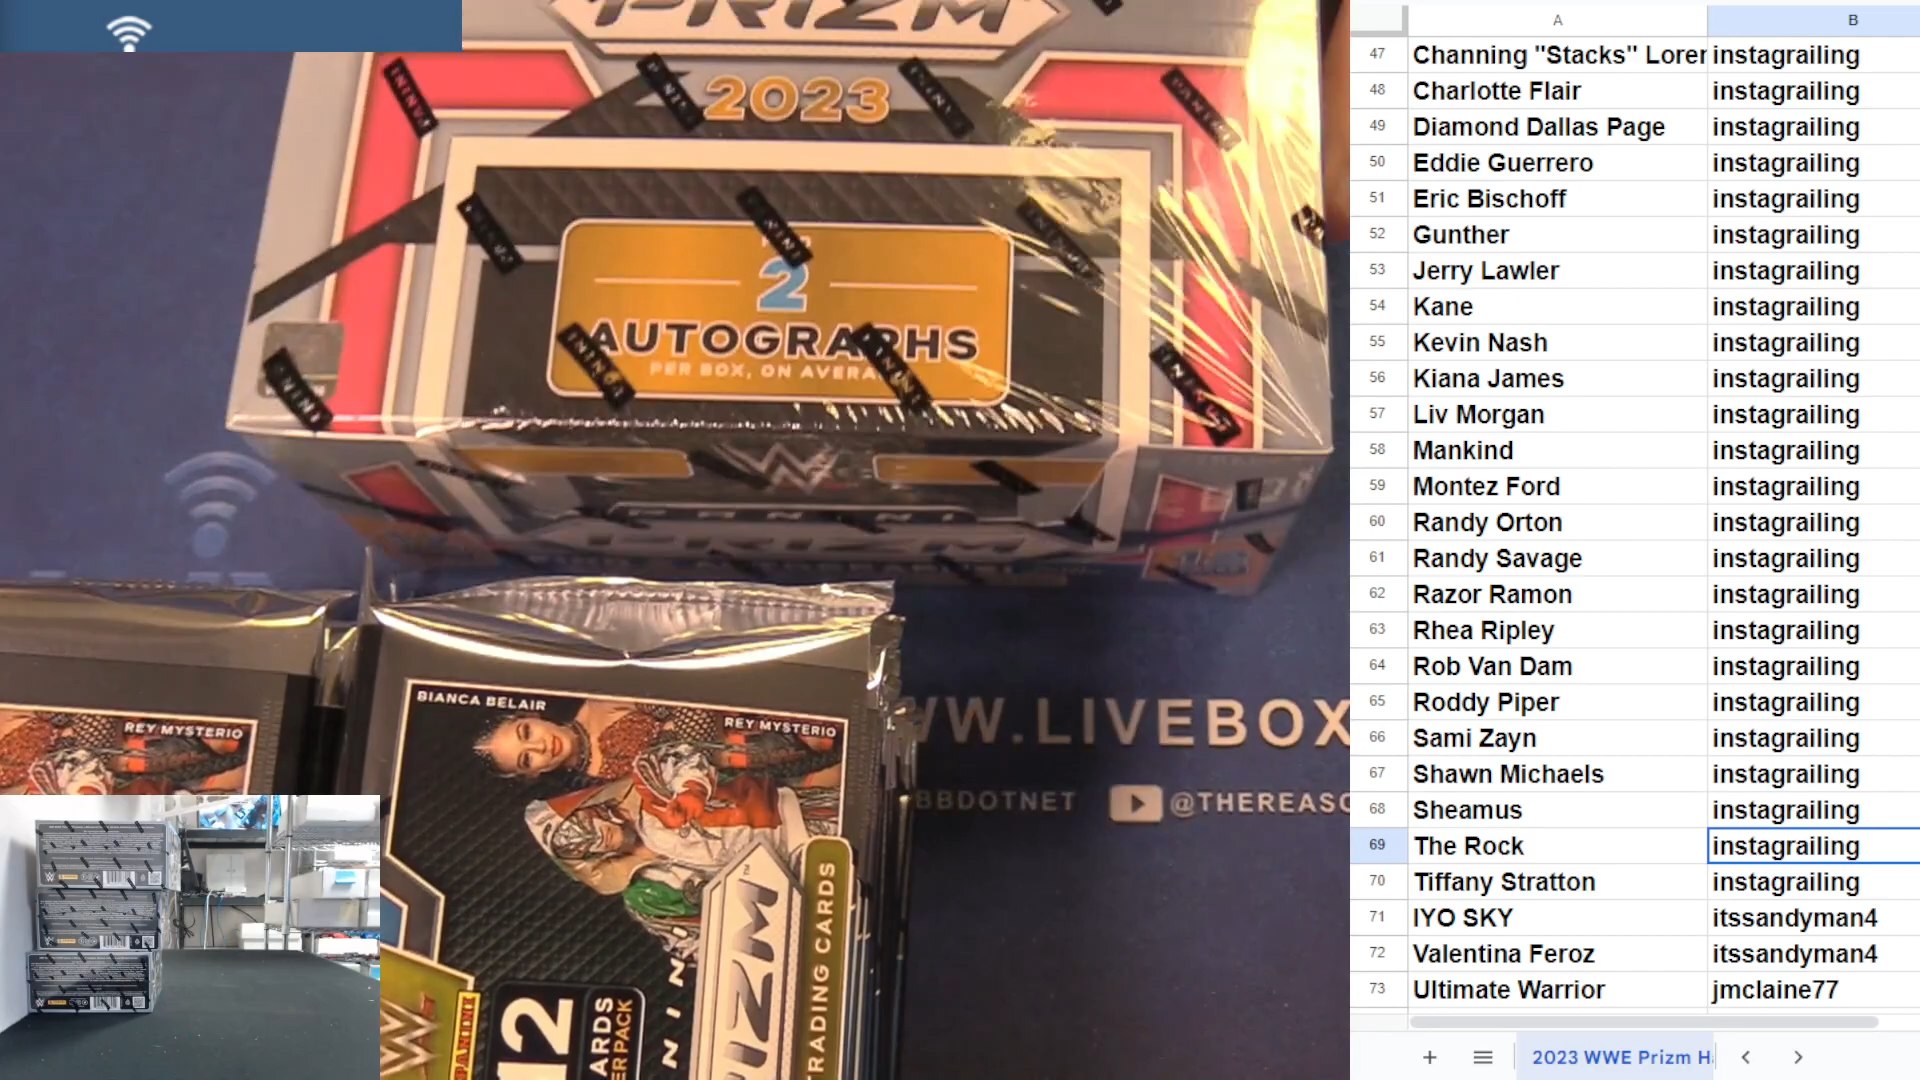 PRIZM
2023
2
AUTOGRAPHS
PER BOX, ON AVERA
PANINI
PRIZM
BIANCA BELAIR
REY MYSTERIO
REY MYSTERIO
PRIZM
TRADING CARDS
PANINI
12
CARDS
PER PACK
WW.LIVEBOX
BBDOTNET
@THEREASO
A B
47 Channing "Stacks" Lorer instagrailing
48 Charlotte Flair instagrailing
49 Diamond Dallas Page instagrailing
50 Eddie Guerrero instagrailing
51 Eric Bischoff instagrailing
52 Gunther instagrailing
53 Jerry Lawler instagrailing
54 Kane instagrailing
55 Kevin Nash instagrailing
56 Kiana James instagrailing
57 Liv Morgan instagrailing
58 Mankind instagrailing
59 Montez Ford instagrailing
60 Randy Orton instagrailing
61 Randy Savage instagrailing
62 Razor Ramon instagrailing
63 Rhea Ripley instagrailing
64 Rob Van Dam instagrailing
65 Roddy Piper instagrailing
66 Sami Zayn instagrailing
67 Shawn Michaels instagrailing
68 Sheamus instagrailing
69 The Rock instagrailing
70 Tiffany Stratton instagrailing
71 IYO SKY itssandyman4
72 Valentina Feroz itssandyman4
73 Ultimate Warrior jmclaine77
2023 WWE Prizm H